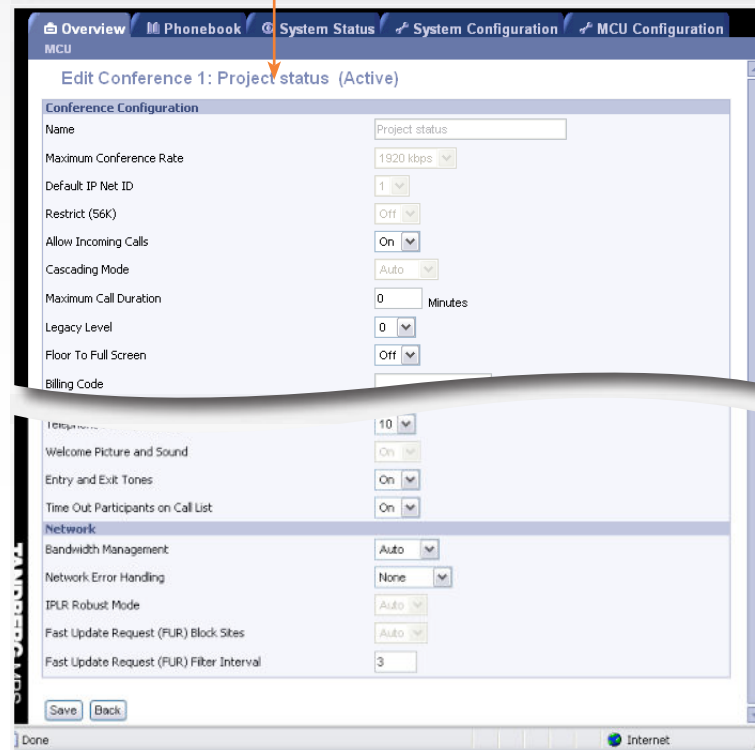 Overview Phonebook System Status System Configuration MCU Configuration
MCU
Edit Conference 1: Project status (Active)
Conference Configuration
Name Project status
Maximum Conference Rate 1920 kbps
Default IP Net ID 1
Restrict (56K) Off
Allow Incoming Calls On
Cascading Mode Auto
Maximum Call Duration 0 Minutes
Legacy Level 0
Floor To Full Screen Off
Billing Code
10
Welcome Picture and Sound On
Entry and Exit Tones On
Time Out Participants on Call List On
Network
Bandwidth Management Auto
Network Error Handling None
IPLR Robust Mode Auto
Fast Update Request (FUR) Block Sites Auto
Fast Update Request (FUR) Filter Interval 3
Save Back
TANDBERG MPS
Done Internet